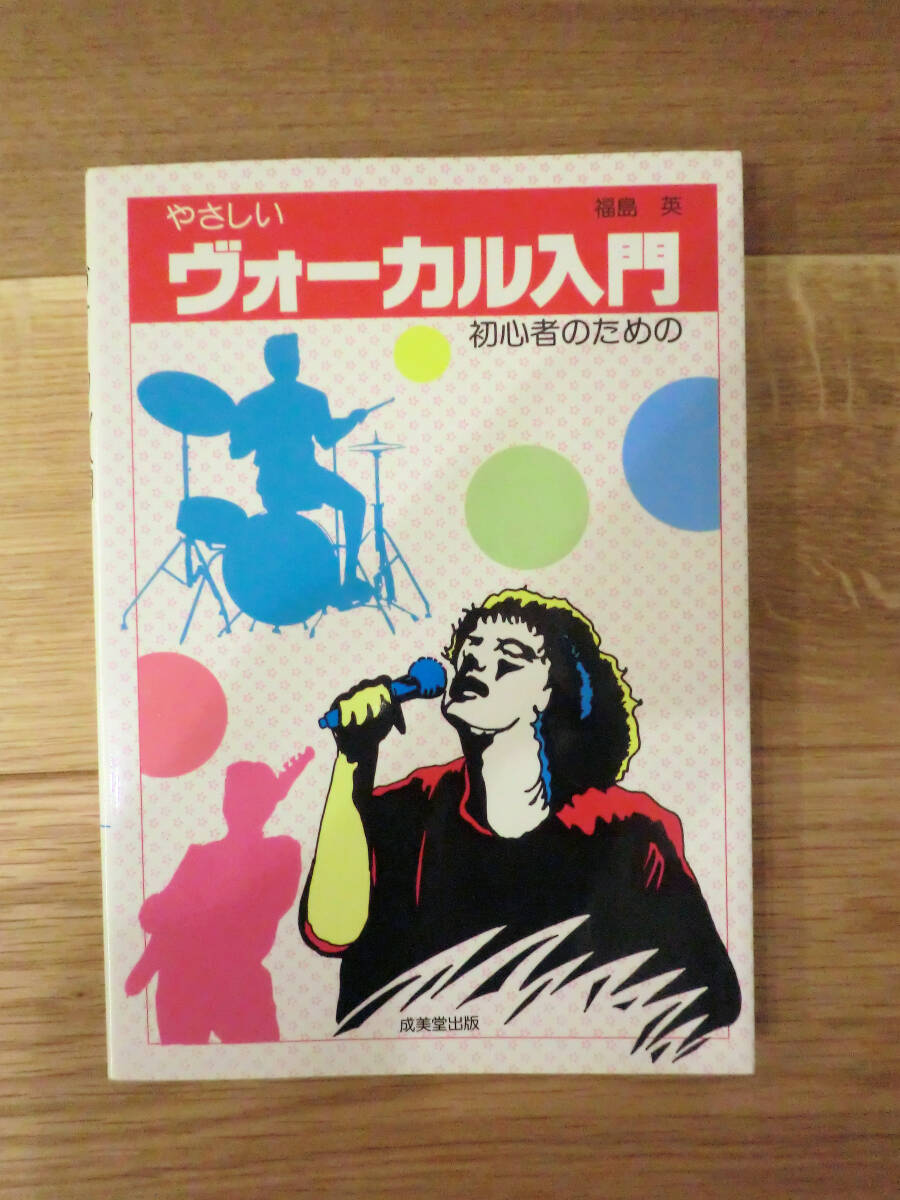 やさしい
福島 英
ヴォーカル入門
初心者のための
成美堂出版